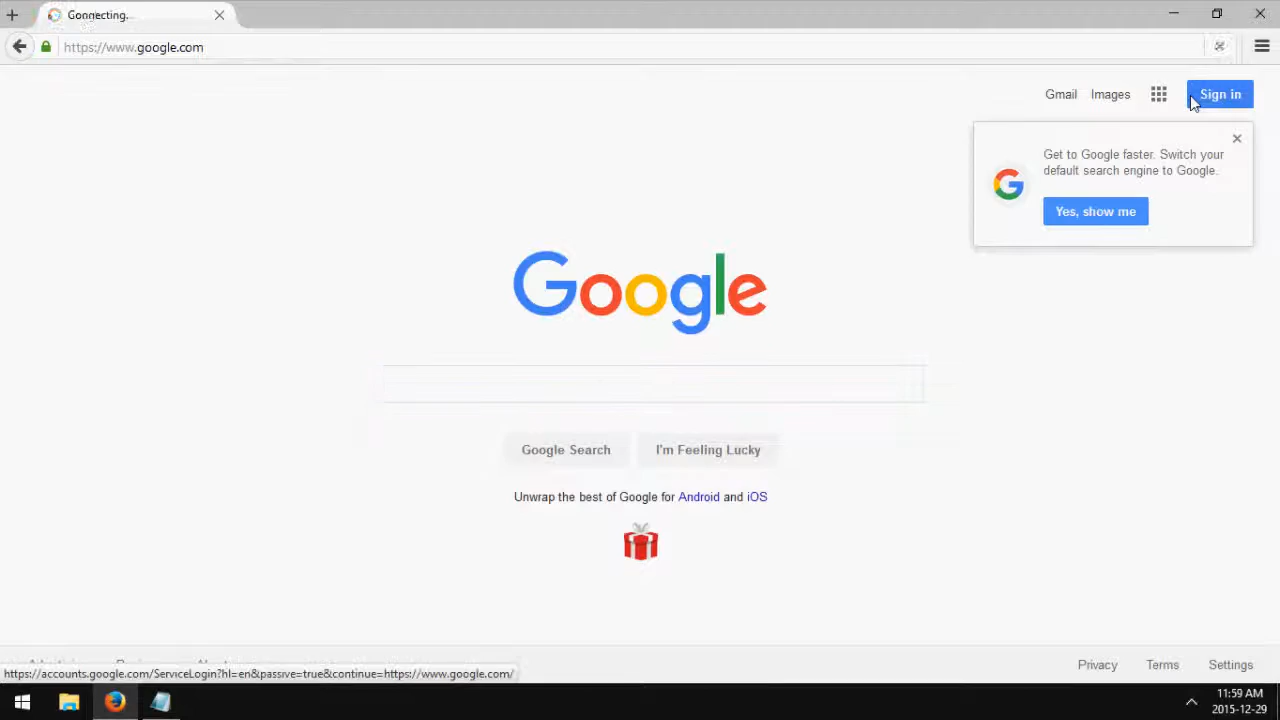 Googecting.
https://www.google.com
Gmail Images Sign in
Get to Google faster. Switch your
default search engine to Google.
Yes, show me
Google
Google Search I'm Feeling Lucky
Unwrap the best of Google for Android and iOS
Privacy Terms Settings
https://accounts.google.com/ServiceLogin?hl=en&passive=true&continue=https://www.google.com/
11:59 AM
2015-12-29